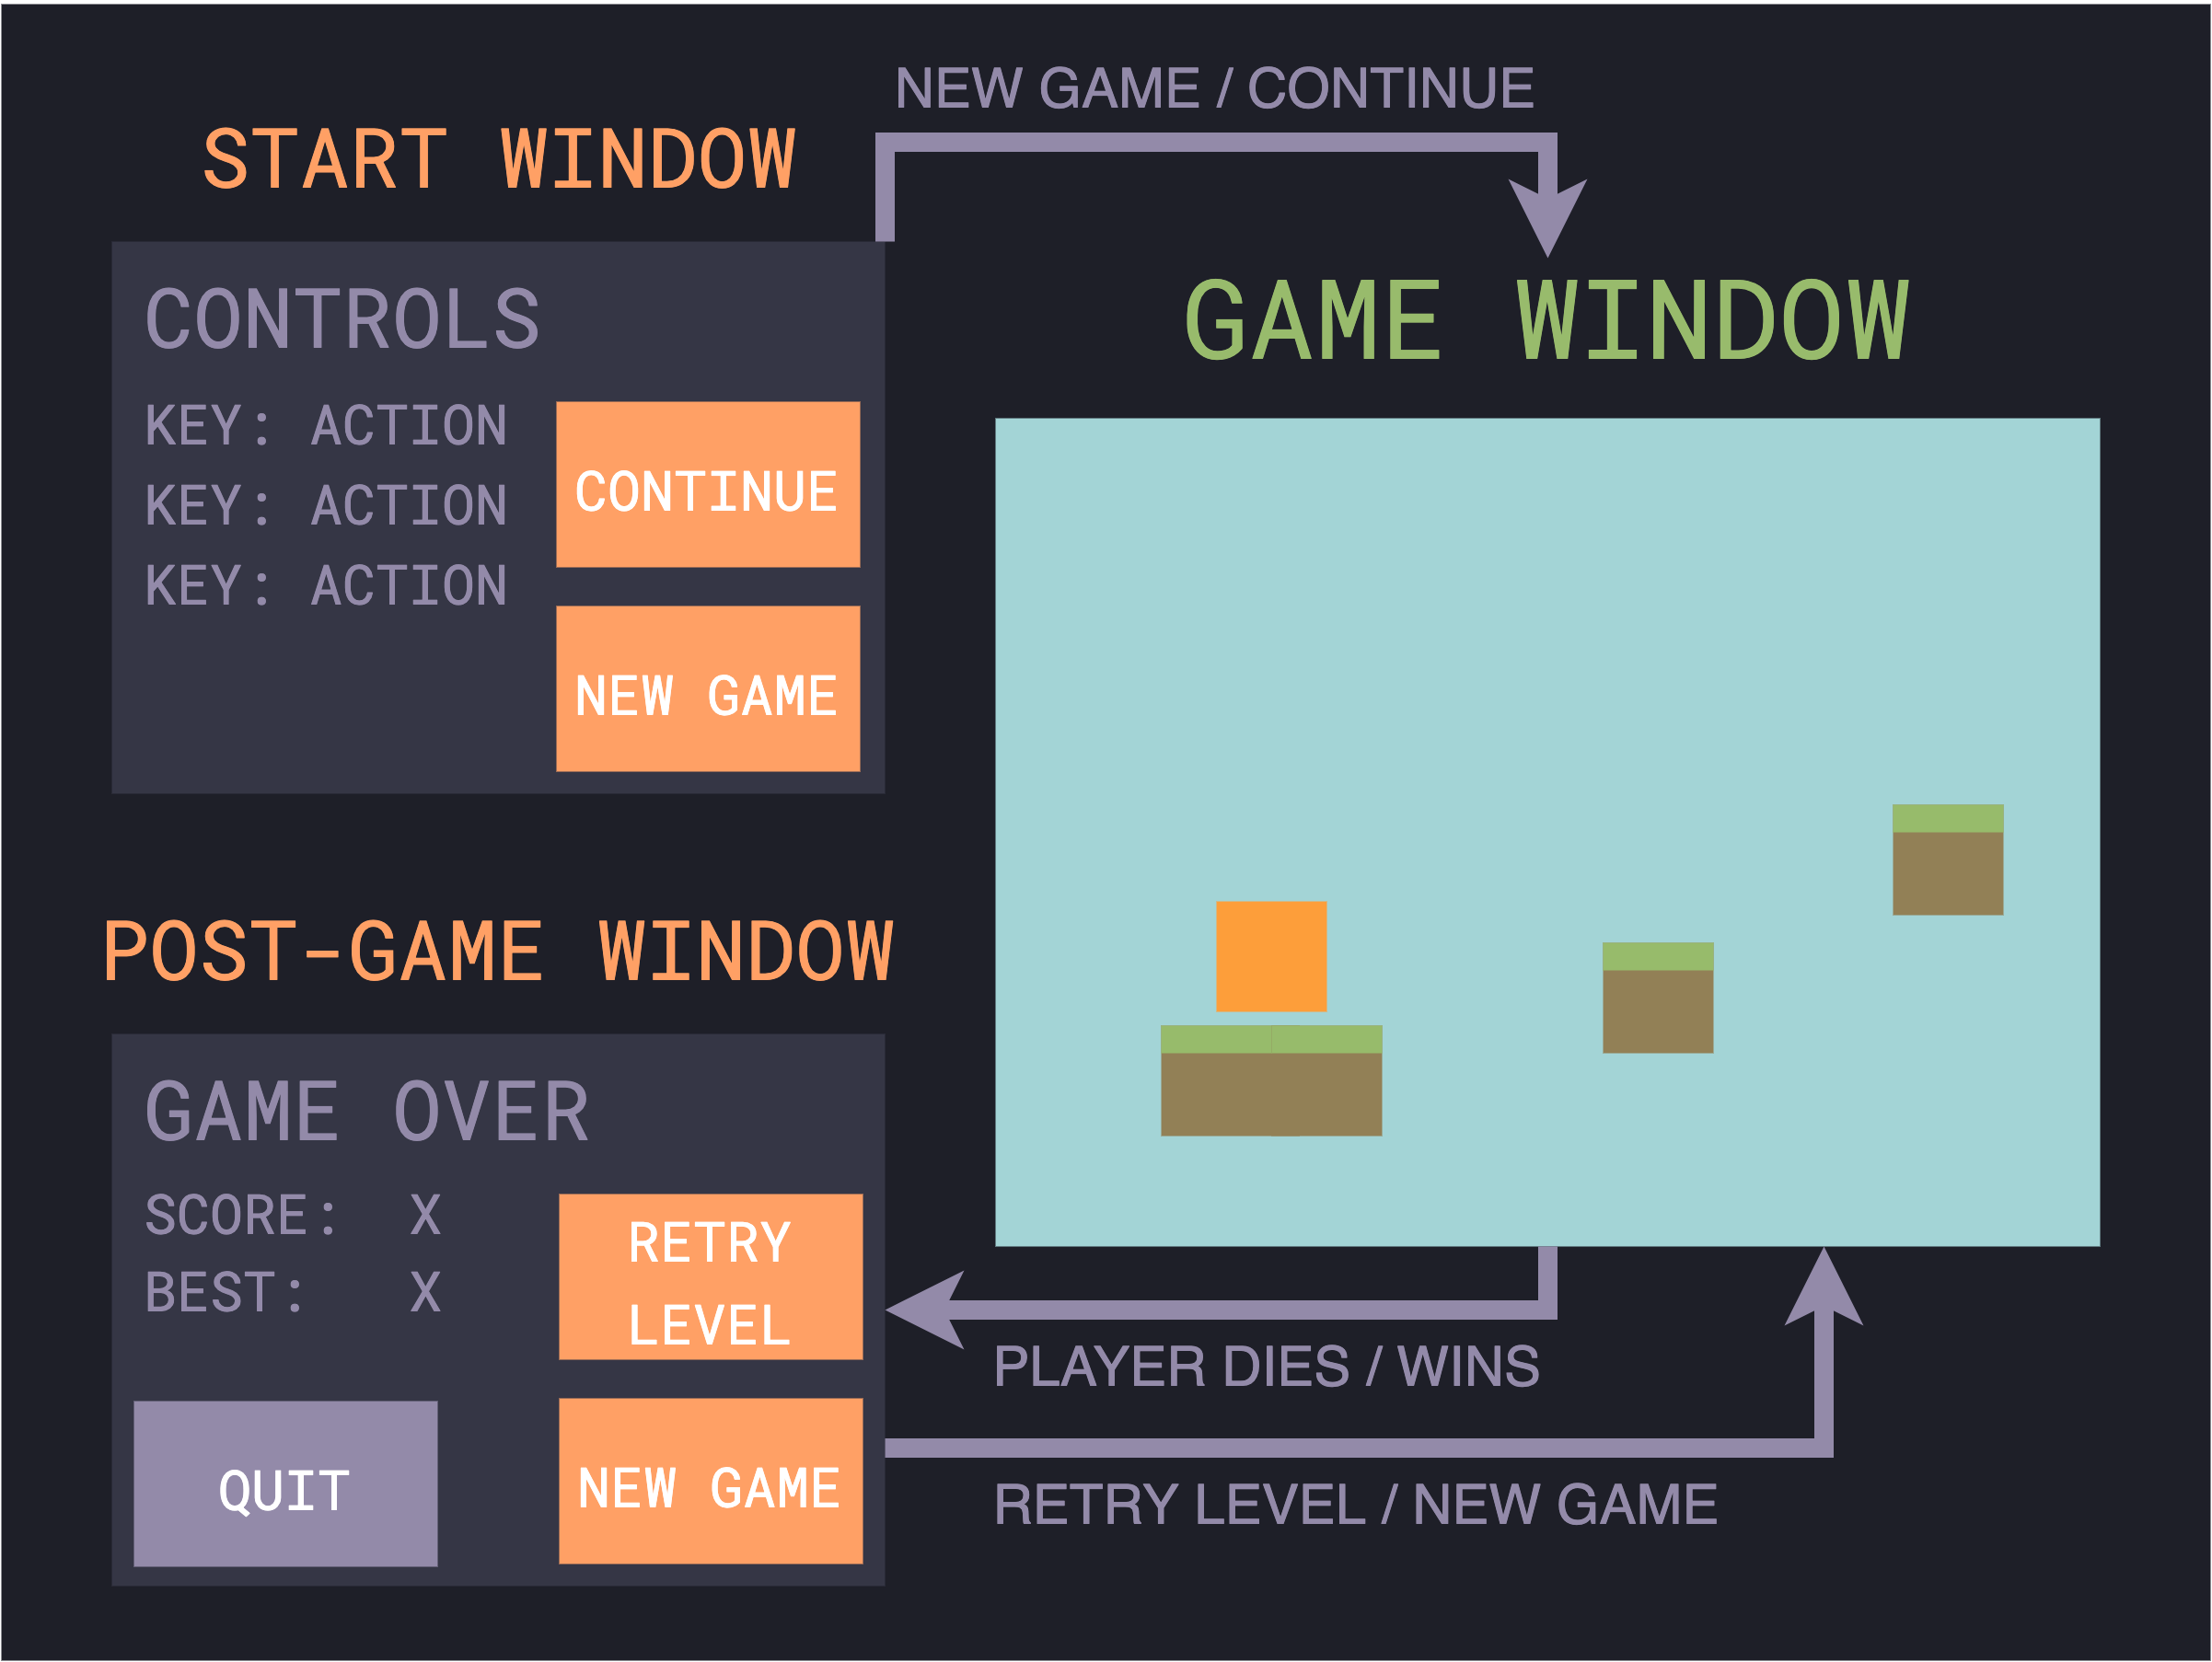 NEW GAME / CONTINUE
START WINDOW
CONTROLS
KEY: ACTION
KEY: ACTION
KEY: ACTION
CONTINUE
NEW GAME
GAME WINDOW
POST-GAME WINDOW
GAME OVER
SCORE: X
BEST: X
RETRY
LEVEL
QUIT
NEW GAME
PLAYER DIES / WINS
RETRY LEVEL / NEW GAME